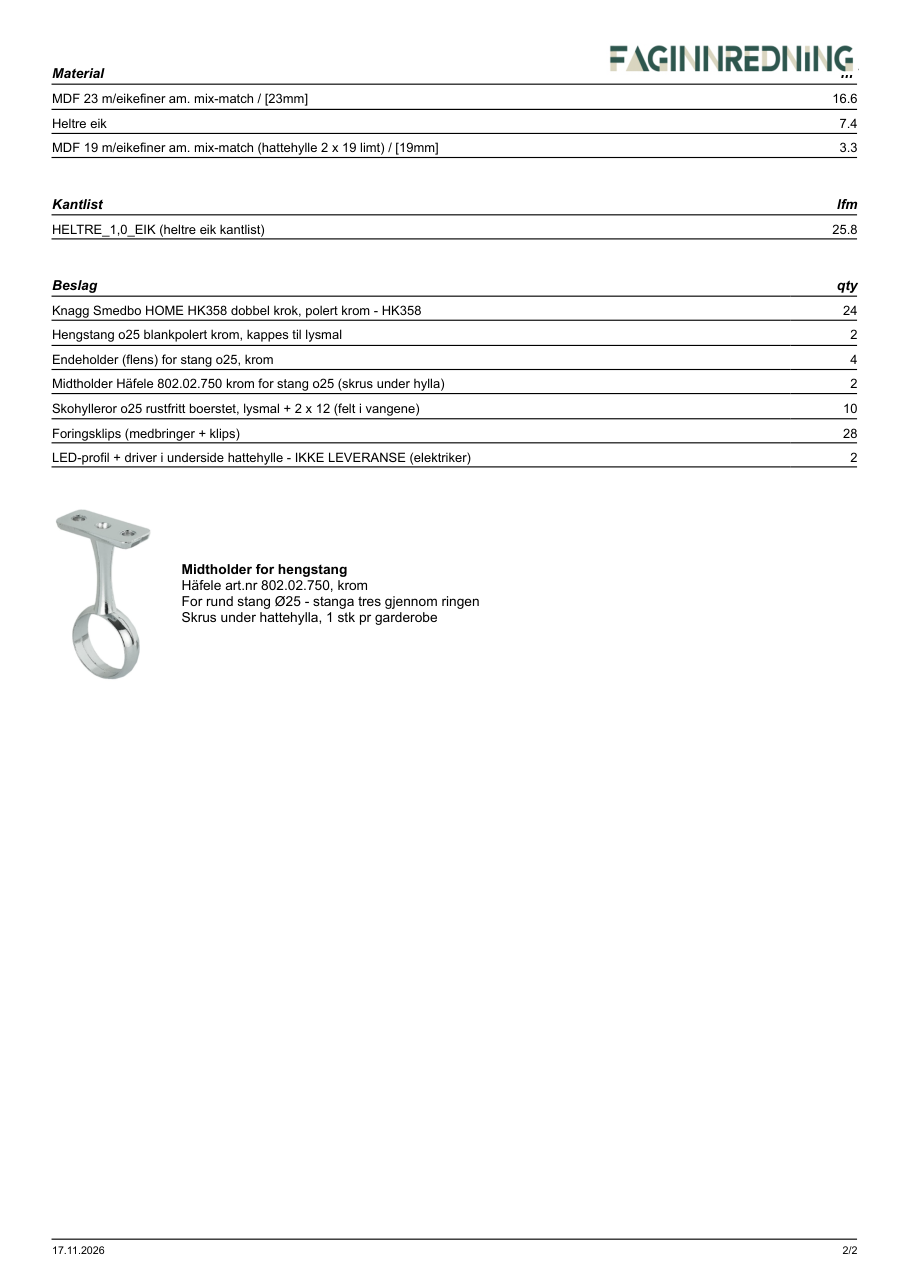 FAGINNREDNiNG
Material
MDF 23 m/eikefiner am. mix-match / [23mm] 16.6
Heltre eik 7.4
MDF 19 m/eikefiner am. mix-match (hattehylle 2 x 19 limt) / [19mm] 3.3
Kantlist lfm
HELTRE_1,0_EIK (heltre eik kantlist) 25.8
Beslag qty
Knagg Smedbo HOME HK358 dobbel krok, polert krom - HK358 24
Hengstang o25 blankpolert krom, kappes til lysmal 2
Endeholder (flens) for stang o25, krom 4
Midtholder Häfele 802.02.750 krom for stang o25 (skrus under hylla) 2
Skohylleror o25 rustfritt boerstet, lysmal + 2 x 12 (felt i vangene) 10
Foringsklips (medbringer + klips) 28
LED-profil + driver i underside hattehylle - IKKE LEVERANSE (elektriker) 2
Midtholder for hengstang
Häfele art.nr 802.02.750, krom
For rund stang Ø25 - stanga tres gjennom ringen
Skrus under hattehylla, 1 stk pr garderobe
17.11.2026 2/2